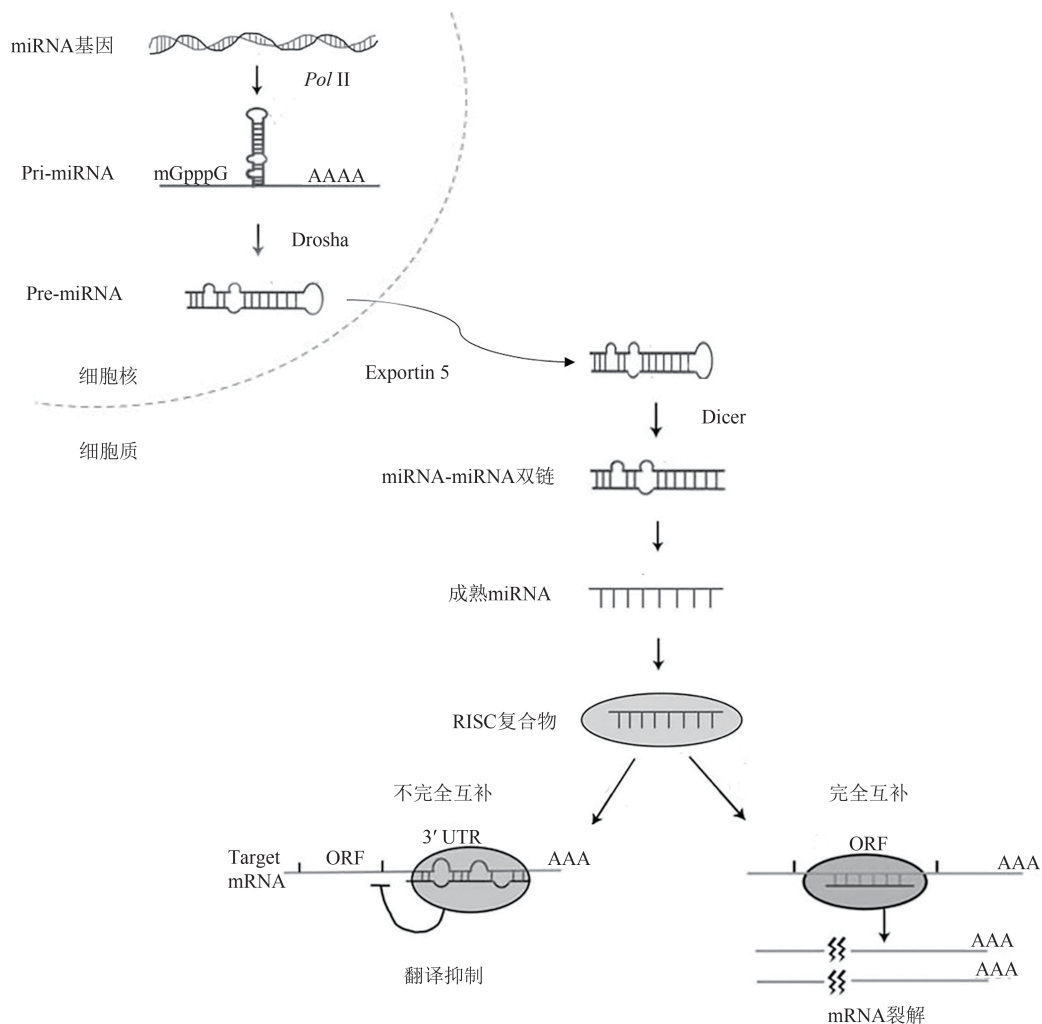 miRNA基因
Pol II
Pri-miRNA
mGpppG
AAAA
Drosha
Pre-miRNA
细胞核
Exportin 5
细胞质
Dicer
miRNA-miRNA双链
成熟miRNA
RISC复合物
不完全互补
完全互补
3′ UTR
ORF
Target
mRNA
ORF
AAA
AAA
AAA
AAA
翻译抑制
mRNA裂解